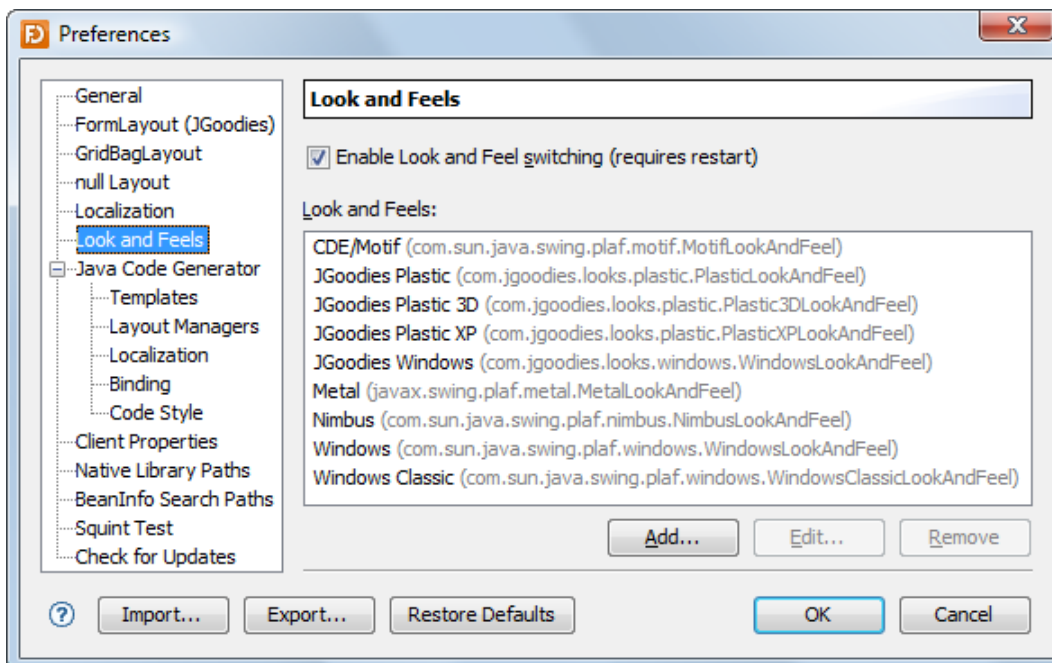 Preferences
General
FormLayout (JGoodies)
GridBagLayout
null Layout
Localization
Look and Feels
Java Code Generator
Templates
Layout Managers
Localization
Binding
Code Style
Client Properties
Native Library Paths
BeanInfo Search Paths
Squint Test
Check for Updates
Look and Feels
Enable Look and Feel switching (requires restart)
Look and Feels:
CDE/Motif (com.sun.java.swing.plaf.motif.MotifLookAndFeel)
JGoodies Plastic (com.jgoodies.looks.plastic.PlasticLookAndFeel)
JGoodies Plastic 3D (com.jgoodies.looks.plastic.Plastic3DLookAndFeel)
JGoodies Plastic XP (com.jgoodies.looks.plastic.PlasticXPLookAndFeel)
JGoodies Windows (com.jgoodies.looks.windows.WindowsLookAndFeel)
Metal (javax.swing.plaf.metal.MetalLookAndFeel)
Nimbus (com.sun.java.swing.plaf.nimbus.NimbusLookAndFeel)
Windows (com.sun.java.swing.plaf.windows.WindowsLookAndFeel)
Windows Classic (com.sun.java.swing.plaf.windows.WindowsClassicLookAndFeel)
Add... Edit... Remove
? Import... Export... Restore Defaults OK Cancel